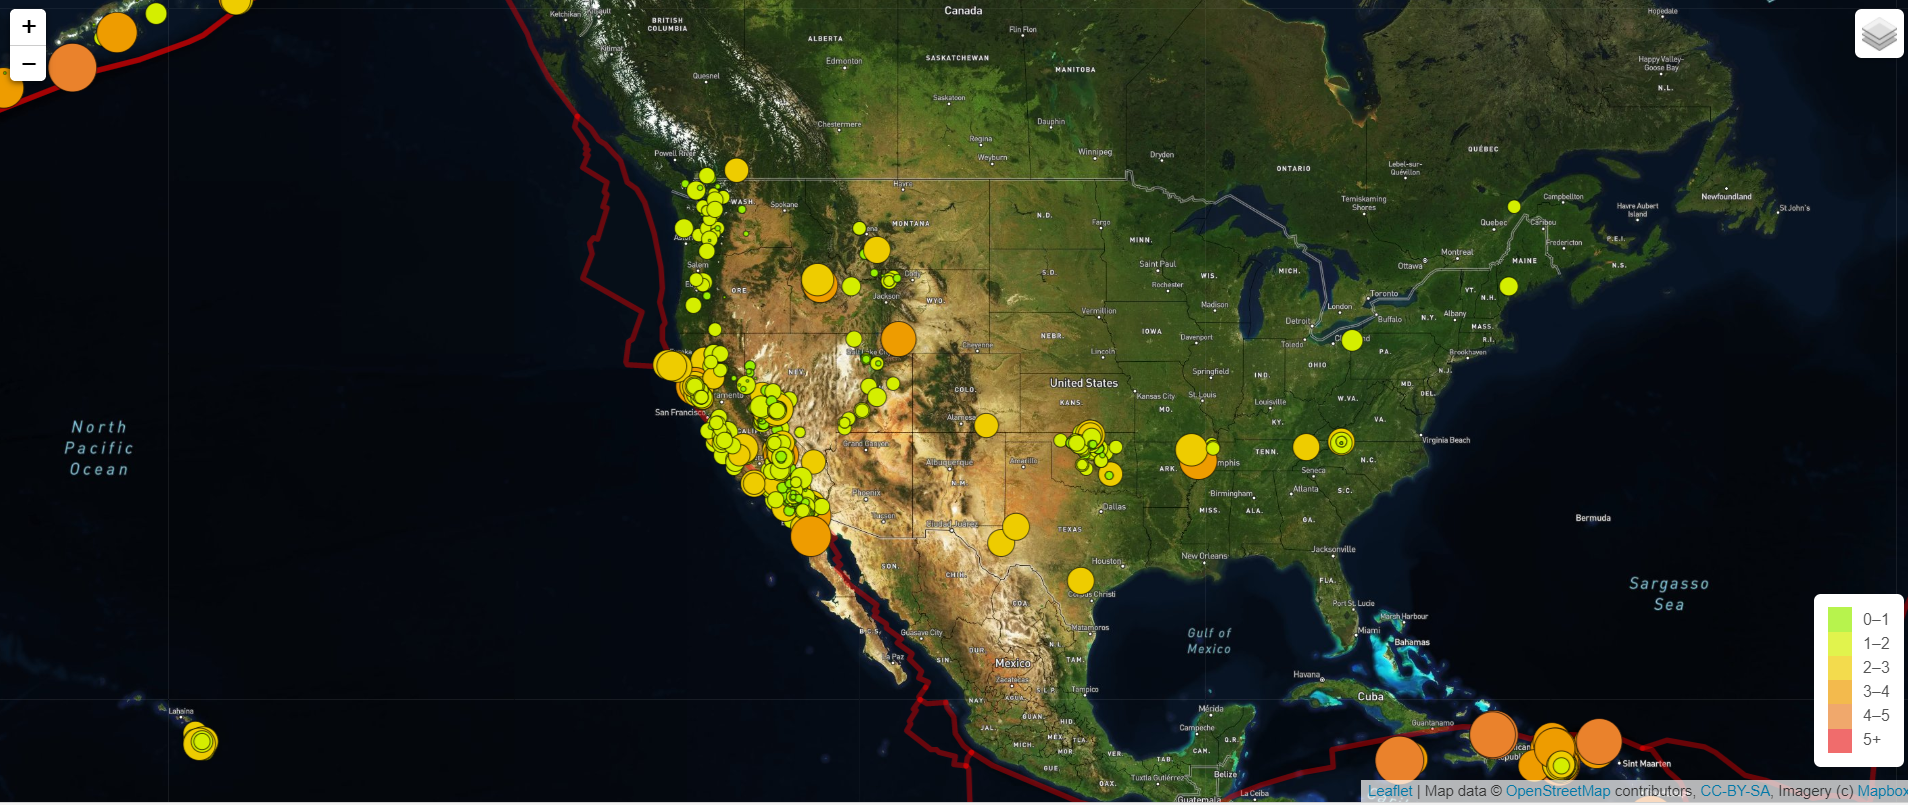 +
−
Canada
Hopedale
Ketchikan
BRITISH
COLUMBIA
Flin Flon
ALBERTA
Kitimat
Edmonton
SASKATCHEWAN
MANITOBA
Happy Valley-
Goose Bay
N.L.
Quesnel
Saskatoon
Chestermere
Dauphin
Regina
Weyburn
Winnipeg
Dryden
Powell River
QUÉBEC
ONTARIO
Lebel-sur-
Quévillon
Havre
WASH.
Spokane
Temiskaming
Shores
Campbellton
Newfoundland
Havre Aubert
Island
St John's
N.D.
Fargo
MONTANA
Quebec
Caribou
MINN.
Fredericton
P.E.I.
Salem
Saint Paul
Ottawa
Montreal
MAINE
N.S.
S.D.
WIS.
MICH.
Cody
Rochester
ORE
Jackson
WYO.
VT.
N.H.
Toronto
Madison
London
Vermillion
Buffalo
N.Y.
Albany
Detroit
MASS.
IOWA
NEBR.
Davenport
Toledo
R.I.
Cheyenne
Lincoln
PA.
Brookhaven
OHIO
NEV.
Springfield
IND.
N.J.
United States
MD.
DEL.
COLO.
Kansas City
St. Louis
W.VA.
KANS.
MO.
Louisville
San Francisco
Alamosa
KY.
VA.
Virginia Beach
North
Pacific
Ocean
Grand Canyon
TENN.
N.C.
Albuquerque
Amarillo
ARK.
Seneca
N.M.
Phoenix
Birmingham
Atlanta
S.C.
Dallas
MISS.
ALA.
Tucson
Ciudad Juárez
TEXAS
GA.
Bermuda
Jacksonville
New Orleans
Houston
SON.
CHIH.
FLA.
Sargasso
Sea
COA.
Port St. Lucie
Marsh Harbour
B.C.S.
Guasave City
Matamoros
Gulf of
Mexico
Miami
Bahamas
N.L.
DUR.
SIN.
TAM.
México
Havana
Zacatecas
S.L.P.
Tampico
Cuba
NAY.
AGUA.
Lahaina
Mérida
GUAN.
HID.
Guantanamo
Campeche
JAL.
MEX.
TLA.
Q.R.
MICH.
MOR.
VER.
CAM.
TAB.
Sint Maarten
GUE.
Belize
Tuxtla Gutiérrez
OAX.
La Ceiba
Guatemala
0–1
1–2
2–3
3–4
4–5
5+
Leaflet | Map data © OpenStreetMap contributors, CC-BY-SA, Imagery (c) Mapbox